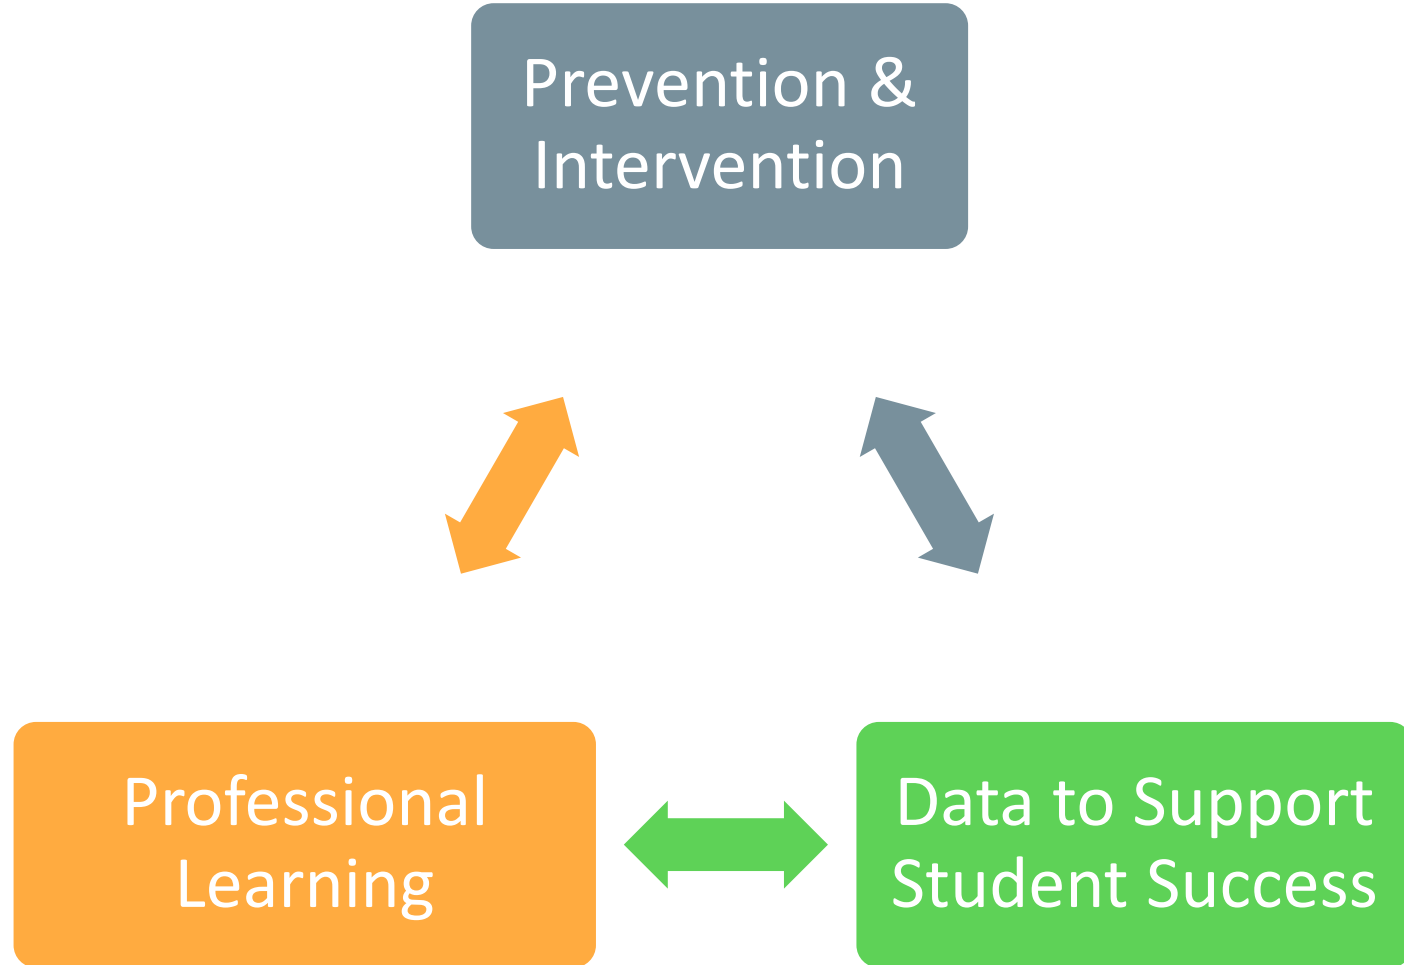 Prevention &
Intervention
Professional
Learning
Data to Support
Student Success